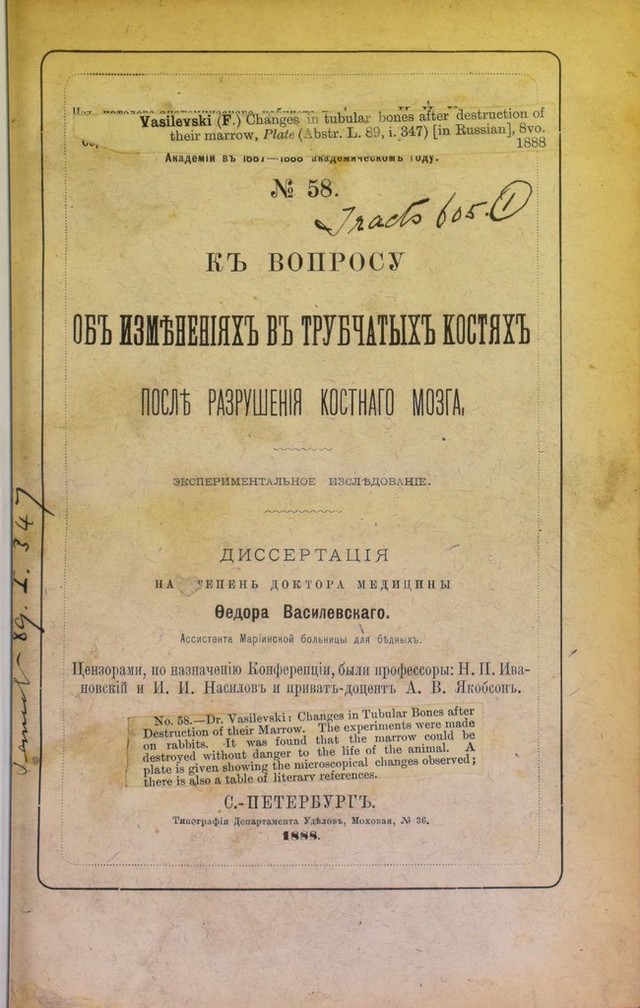 Vasilevski (F.) Changes in tubular bones after destruction of
their marrow, Plate (Abstr. L. 89, i. 347) [in Russian], 8vo.
1888
Академіи въ 1887—1888 академическомъ году.
№ 58.
Tracts 605. 1
КЪ ВОПРОСУ
ОБЪ ИЗМѢНЕНІЯХЪ ВЪ ТРУБЧАТЫХЪ КОСТЯХЪ
ПОСЛѢ РАЗРУШЕНІЯ КОСТНАГО МОЗГА.
ЭКСПЕРИМЕНТАЛЬНОЕ ИЗСЛѢДОВАНІЕ.
ДИССЕРТАЦІЯ
НА СТЕПЕНЬ ДОКТОРА МЕДИЦИНЫ
Ѳедора Василевскаго.
Ассистента Маріинской больницы для бѣдныхъ.
Цензорами, по назначенію Конференціи, были профессоры: Н. П. Ива-
новскій и И. И. Насиловъ и приватъ-доцентъ А. В. Якобсонъ.
No. 58.—Dr. Vasilevski: Changes in Tubular Bones after
Destruction of their Marrow. The experiments were made
on rabbits. It was found that the marrow could be
destroyed without danger to the life of the animal. A
plate is given showing the microscopical changes observed;
there is also a table of literary references.
С.-ПЕТЕРБУРГЪ.
Типографія Департамента Удѣловъ, Моховая, № 36.
1888.
89. I. 347